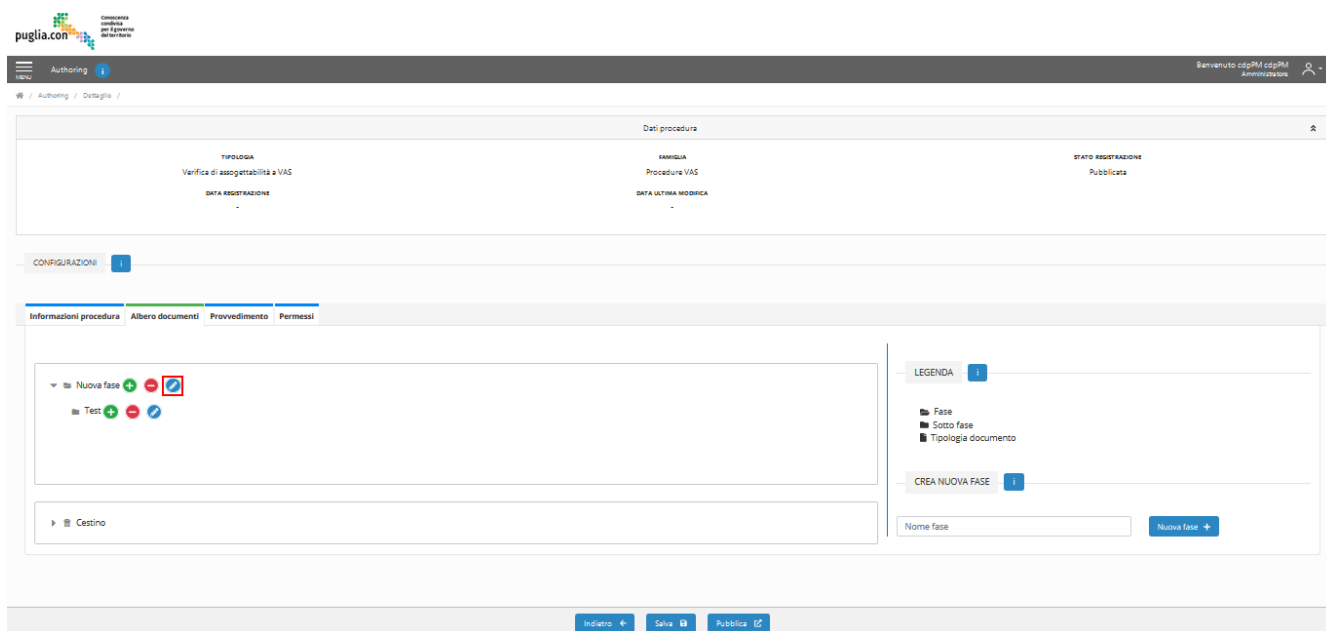 puglia.con
Conoscenza
condivisa
per il governo
del territorio
MENU
Authoring i
Benvenuto cdpPM cdpPM
Amministratore
/ Authoring / Dettaglio /
Dati procedura
TIPOLOGIA
FAMIGLIA
STATO REGISTRAZIONE
Verifica di assogettabilità a VAS
Procedure VAS
Pubblicata
DATA REGISTRAZIONE
DATA ULTIMA MODIFICA
-
-
CONFIGURAZIONI i
Informazioni procedura Albero documenti Provvedimento Permessi
Nuova fase
Test
Cestino
LEGENDA i
Fase
Sotto fase
Tipologia documento
CREA NUOVA FASE i
Nome fase
Nuova fase +
Indietro
Salva
Pubblica